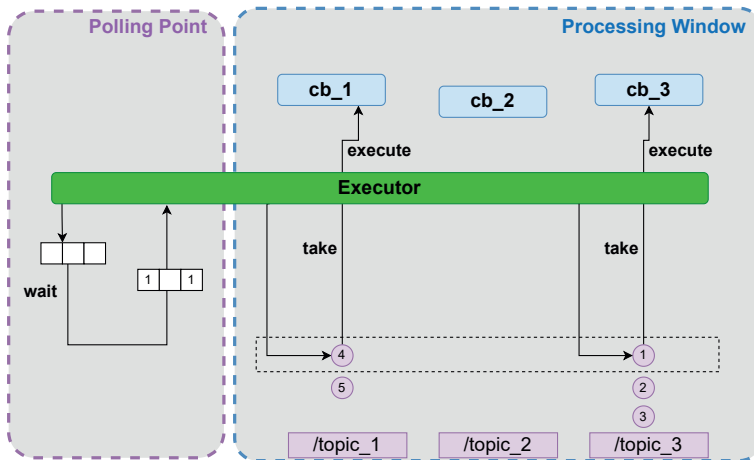 Polling Point
Processing Window
cb_1
cb_2
cb_3
execute
execute
Executor
take
take
1 1
wait
4
1
5
2
3
/topic_1
/topic_2
/topic_3